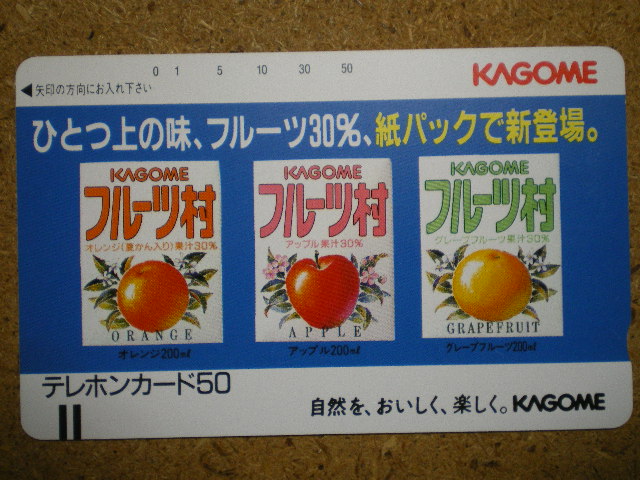 0 1 5 10 30 50
◀矢印の方向にお入れ下さい
KAGOME
ひとつ上の味、フルーツ30%、紙パックで新登場。
KAGOME
フルーツ村
オレンジ(夏かん入り)果汁30%
ORANGE
オレンジ200ml
KAGOME
フルーツ村
アップル果汁30%
APPLE
アップル200ml
KAGOME
フルーツ村
グレープフルーツ果汁30%
GRAPEFRUIT
グレープフルーツ200ml
テレホンカード50
自然を、おいしく、楽しく。KAGOME